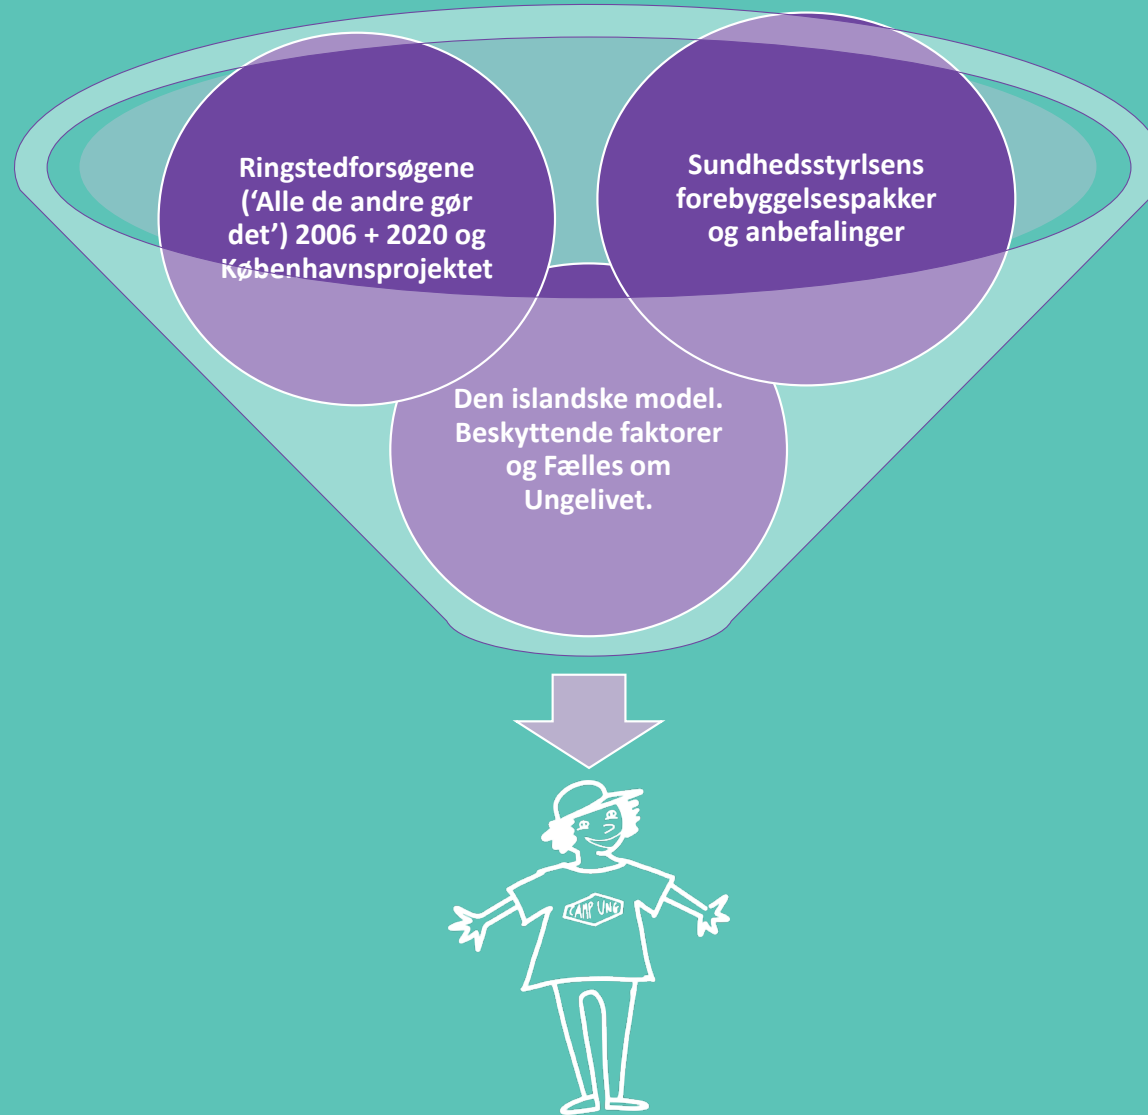 Ringstedforsøgene
(‘Alle de andre gør
det’) 2006 + 2020 og
Københavnsprojektet
Sundhedsstyrlsens
forebyggelsespakker
og anbefalinger
Den islandske model.
Beskyttende faktorer
og Fælles om
Ungelivet.
CAMP UNG